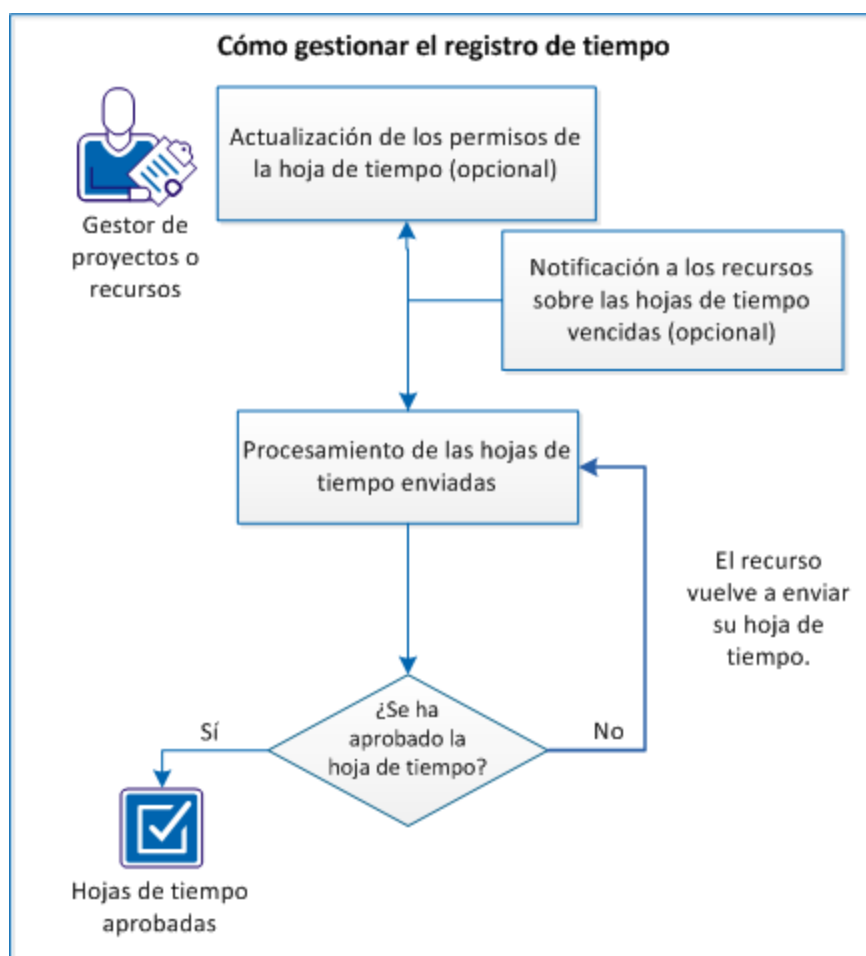 Cómo gestionar el registro de tiempo
Actualización de los permisos de
la hoja de tiempo (opcional)
Gestor de
proyectos o
recursos
Notificación a los recursos
sobre las hojas de tiempo
vencidas (opcional)
Procesamiento de las hojas de
tiempo enviadas
El recurso
vuelve a enviar
su hoja de
tiempo.
¿Se ha
aprobado la
hoja de tiempo?
Sí
No
Hojas de tiempo
aprobadas